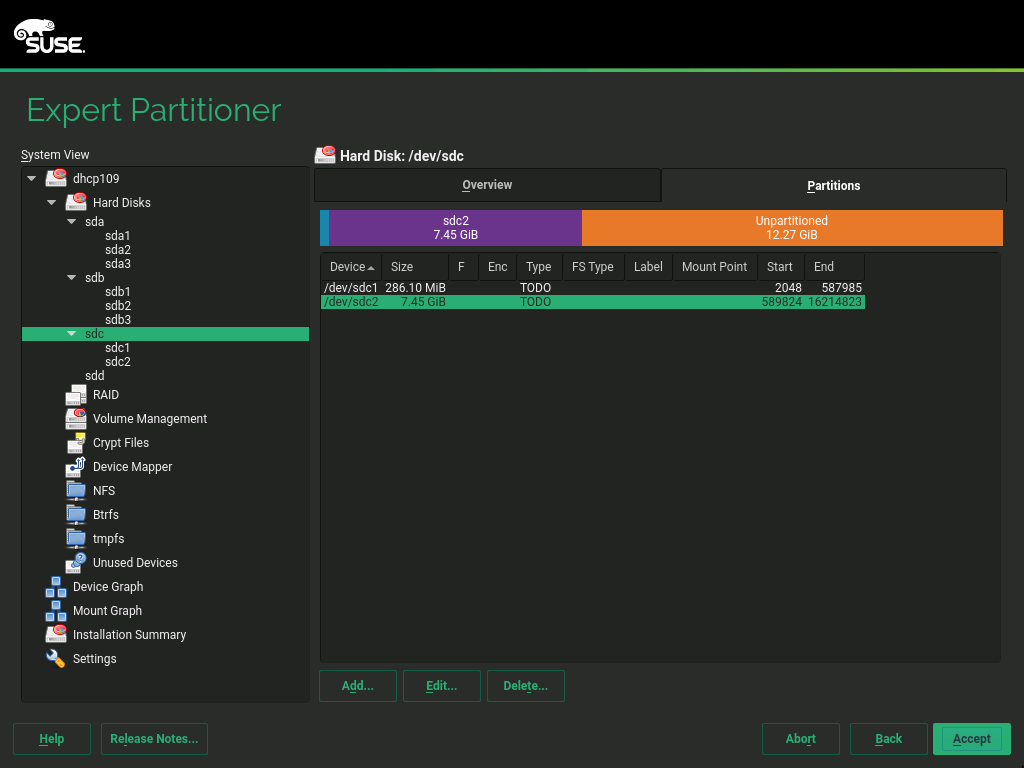 SUSE
Expert Partitioner
System View
dhcp109
Hard Disks
sda
sda1
sda2
sda3
sdb
sdb1
sdb2
sdb3
sdc
sdc1
sdc2
sdd
RAID
Volume Management
Crypt Files
Device Mapper
NFS
Btrfs
tmpfs
Unused Devices
Device Graph
Mount Graph
Installation Summary
Settings
Hard Disk: /dev/sdc
Overview Partitions
sdc2 Unpartitioned
7.45 GiB 12.27 GiB
Device Size F Enc Type FS Type Label Mount Point Start End
/dev/sdc1 286.10 MiB TODO 2048 587985
/dev/sdc2 7.45 GiB TODO 589824 16214823
Add... Edit... Delete...
Help Release Notes... Abort Back Accept